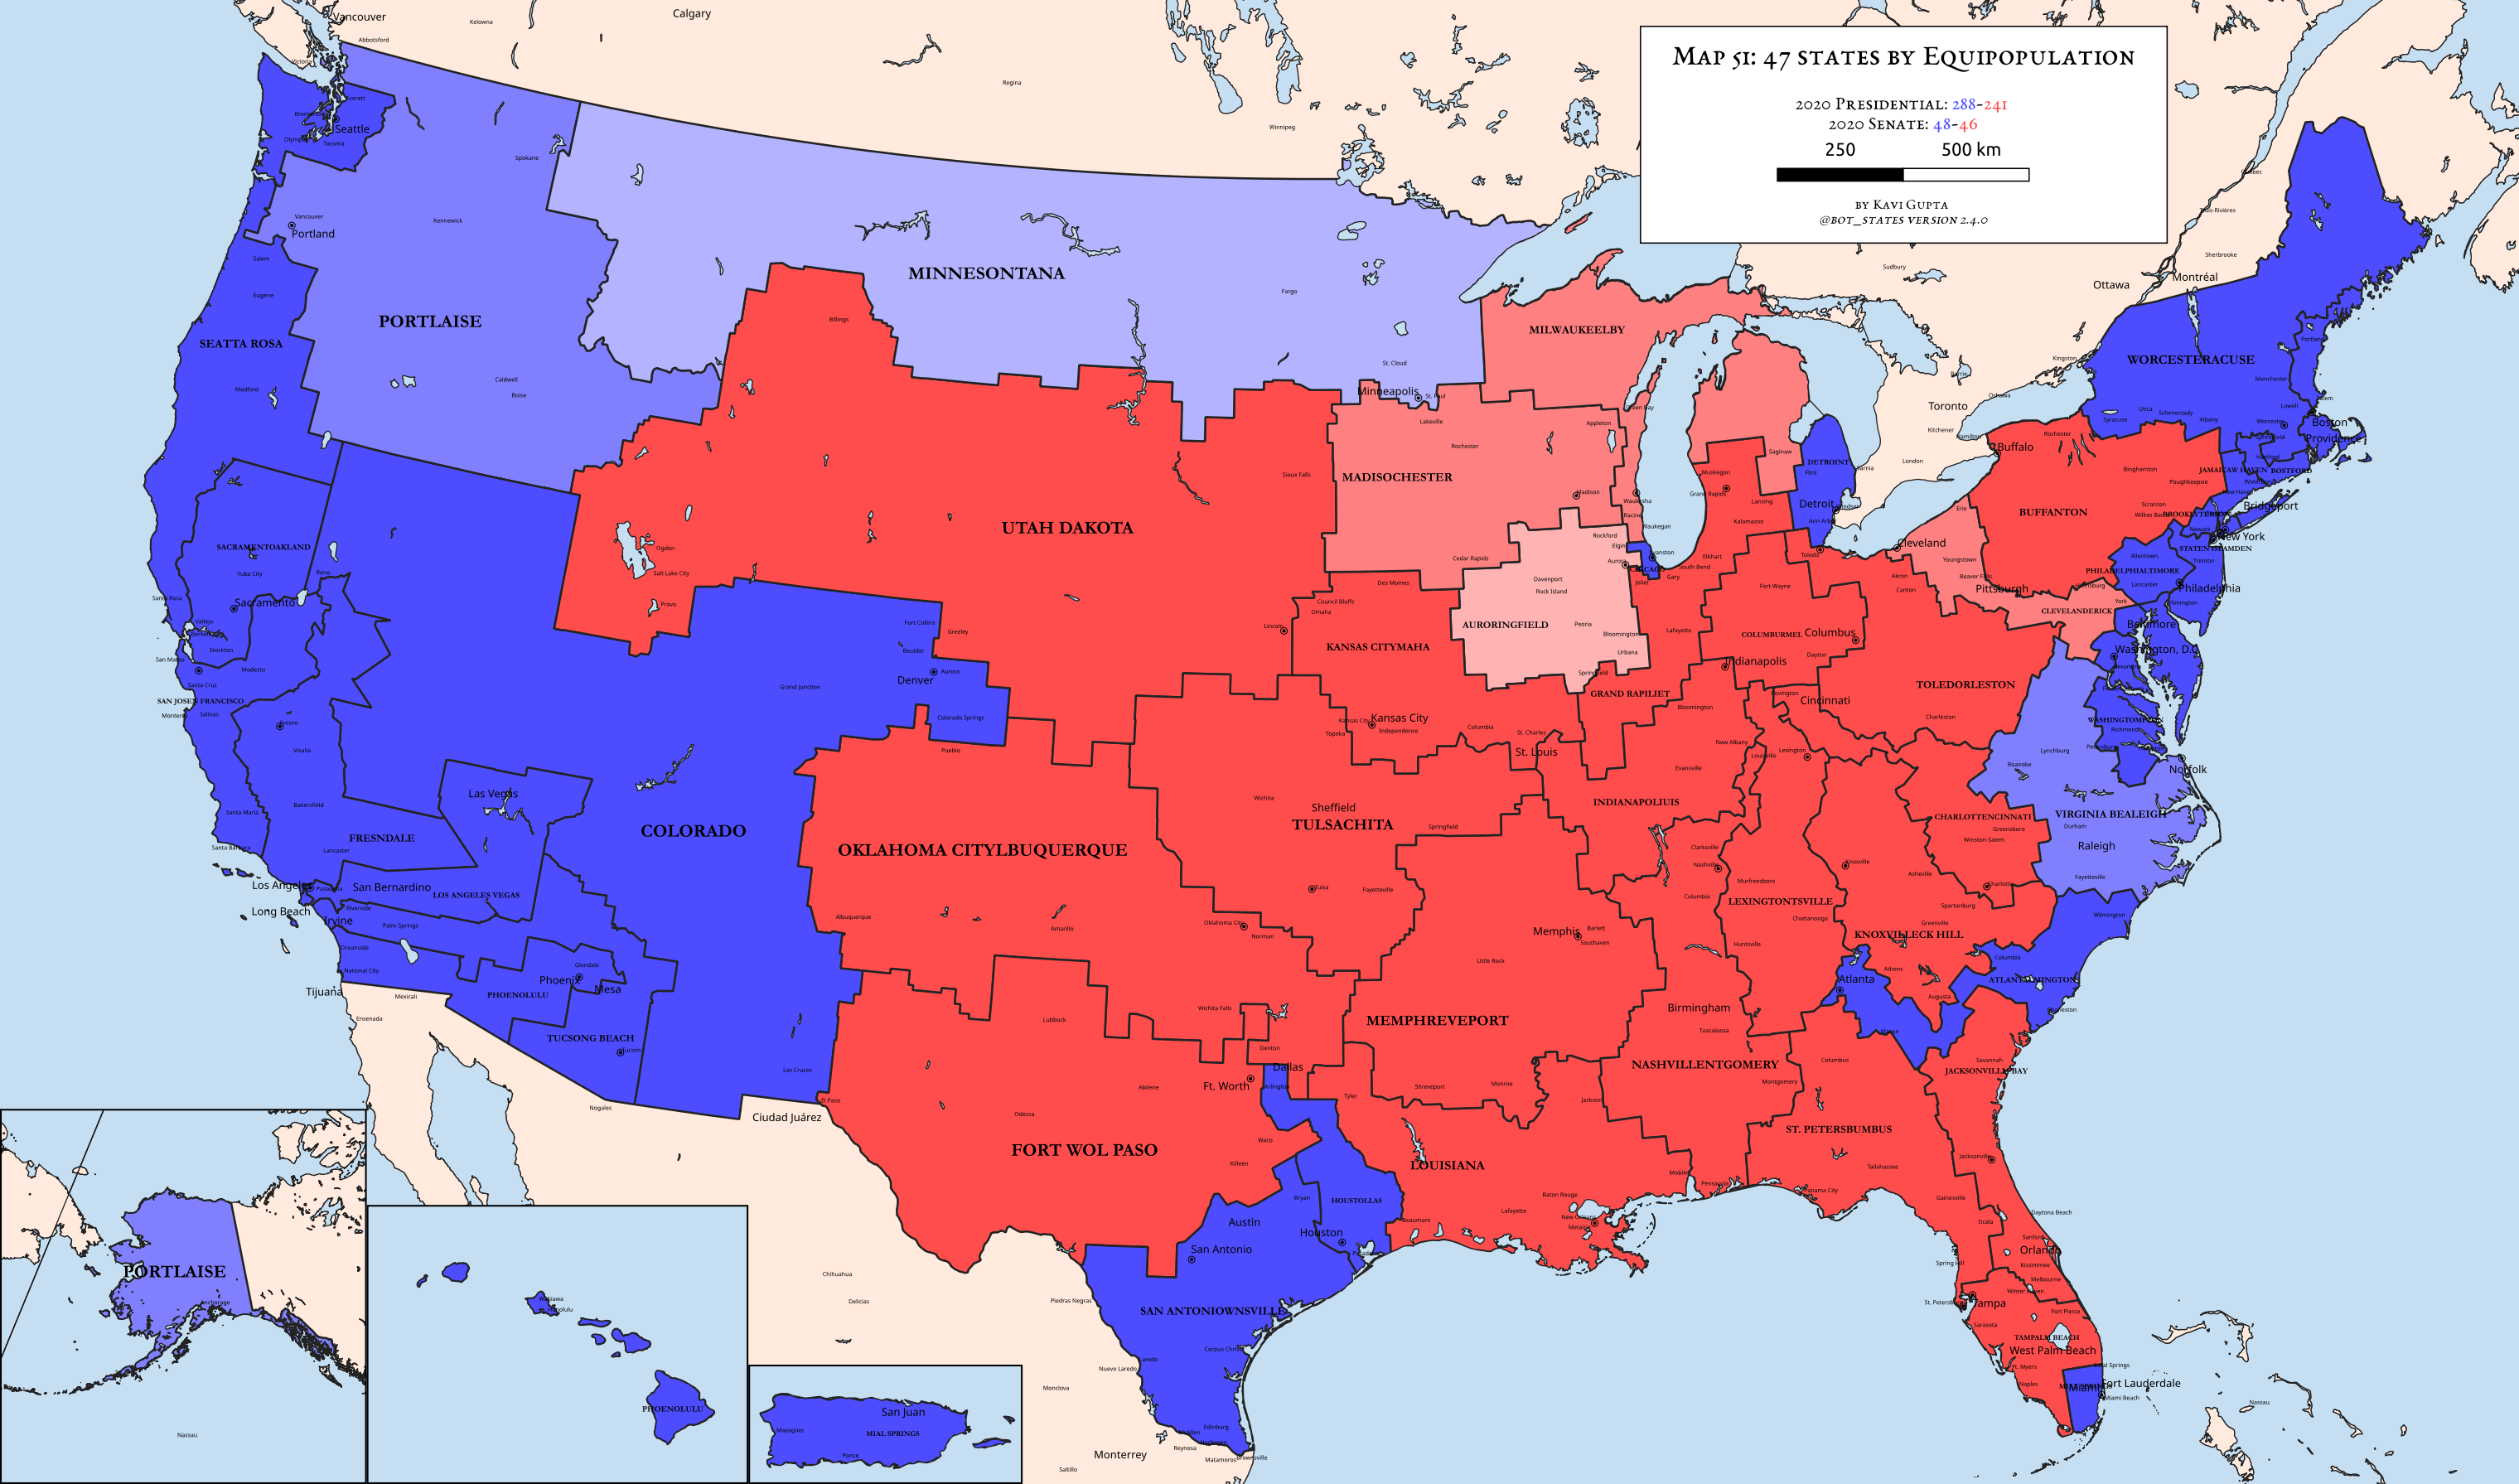 Map 51: 47 states by Equipopulation
2020 Presidential: 288-241
2020 Senate: 48-46
250 500 km
by Kavi Gupta
@bot_states version 2.4.0
Vancouver
Kelowna
Calgary
Abbotsford
Victoria
Regina
Winnipeg
Everett
Seattle
Tacoma
Spokane
Vancouver
Portland
Kennewick
Salem
Eugene
MINNESONTANA
Fargo
PORTLAISE
SEATTA ROSA
Billings
MILWAUKEELBY
St. Cloud
Medford
Caldwell
Boise
Minneapolis
St. Paul
Lakeville
Rochester
Green Bay
Appleton
MADISOCHESTER
Sioux Falls
Madison
Waukesha
Racine
Waukegan
UTAH DAKOTA
Ogden
Salt Lake City
Provo
Sudbury
Ottawa
Montréal
Sherbrooke
Trois-Rivières
Kingston
Oshawa
Barrie
Toronto
Kitchener
Hamilton
London
WORCESTERACUSE
Portland
Manchester
Lowell
Worcester
Boston
Providence
Syracuse
Utica
Schenectady
Albany
Buffalo
Rochester
Binghamton
Poughkeepsie
JAMAICAW HAVEN
BOSTFORD
Bridgeport
BUFFANTON
Scranton
Erie
New York
STATEN ISLAMDEN
Allentown
Trenton
PHILADELPHIALTIMORE
Lancaster
Philadelphia
Wilmington
York
CLEVELANDERICK
Baltimore
Washington, D.C.
Saginaw
DETROINT
Flint
Muskegon
Grand Rapids
Lansing
Detroit
Ann Arbor
Kalamazoo
Toledo
Cleveland
Youngstown
Akron
Canton
Beaver Falls
Pittsburgh
Rockford
Elgin
Aurora
Evanston
Joliet
Gary
South Bend
Elkhart
Fort Wayne
Cedar Rapids
Davenport
Rock Island
Des Moines
Council Bluffs
Omaha
Lincoln
AURORINGFIELD
Peoria
Bloomington
Urbana
Springfield
Lafayette
COLUMBURMEL
Columbus
Dayton
Indianapolis
KANSAS CITYMAHA
GRAND RAPILIET
Bloomington
Covington
Cincinnati
TOLEDORLESTON
Charleston
SACRAMENTOAKLAND
Yuba City
Reno
Santa Rosa
Sacramento
Vallejo
Stockton
San Mateo
Modesto
Santa Cruz
SAN JOSEN FRANCISCO
Monterey
Salinas
Fresno
Visalia
Santa Maria
Bakersfield
FRESNDALE
Santa Barbara
Lancaster
Las Vegas
Los Angeles
Pasadena
San Bernardino
LOS ANGELES VEGAS
Long Beach
Irvine
Riverside
Palm Springs
Oceanside
National City
Tijuana
Mexicali
Ensenada
Fort Collins
Greeley
Boulder
Denver
Aurora
Grand Junction
Colorado Springs
Pueblo
COLORADO
Glendale
Phoenix
Mesa
PHOENOLULU
TUCSONG BEACH
Tucson
Nogales
Las Cruces
El Paso
Ciudad Juárez
Kansas City
Kansas City
Independence
Topeka
Columbia
St. Charles
St. Louis
Wichita
Sheffield
TULSACHITA
Springfield
OKLAHOMA CITYLBUQUERQUE
Albuquerque
Amarillo
Tulsa
Fayetteville
Oklahoma City
Norman
New Albany
Louisville
Lexington
Evansville
INDIANAPOLIUIS
Clarksville
Nashville
Murfreesboro
Columbia
LEXINGTONTSVILLE
Knoxville
Chattanooga
Huntsville
Memphis
Bartlett
Southaven
Little Rock
KNOXVILLECK HILL
Asheville
Greenville
Spartanburg
Charlotte
CHARLOTTENCINNATI
Greensboro
Winston-Salem
Lynchburg
Roanoke
WASHINGTOMPTON
Richmond
Petersburg
Norfolk
VIRGINIA BEALEIGH
Durham
Raleigh
Fayetteville
Wilmington
Columbia
ATLANTALMINGTON
Charleston
Atlanta
Athens
Augusta
Macon
Savannah
JACKSONVILLE BAY
Columbus
Birmingham
Tuscaloosa
NASHVILLENTGOMERY
Montgomery
ST. PETERSBUMBUS
MEMPHREVEPORT
Lubbock
Wichita Falls
Denton
Dallas
Ft. Worth
Arlington
Abilene
Odessa
Tyler
Shreveport
Monroe
Jackson
FORT WOL PASO
Waco
Killeen
Bryan
HOUSTOLLAS
Houston
Austin
San Antonio
LOUISIANA
Beaumont
Lafayette
Baton Rouge
New Orleans
Metairie
Mobile
Pensacola
Panama City
Tallahassee
Jacksonville
Gainesville
Ocala
Daytona Beach
Sanford
Orlando
Kissimmee
Melbourne
Spring Hill
Winter Haven
Tampa
St. Petersburg
Fort Pierce
Sarasota
TAMPALM BEACH
West Palm Beach
Ft. Myers
Coral Springs
Naples
Fort Lauderdale
Miami
Miami Beach
Nassau
SAN ANTONIOWNSVILLE
Corpus Christi
Laredo
Nuevo Laredo
Piedras Negras
Chihuahua
Delicias
Monclova
Edinburg
McAllen
Reynosa
Matamoros
Brownsville
Monterrey
Saltillo
PORTLAISE
Anchorage
Nassau
Wahiawa
Honolulu
PHOENOLULU
San Juan
Mayagüez
MIAL SPRINGS
Ponce